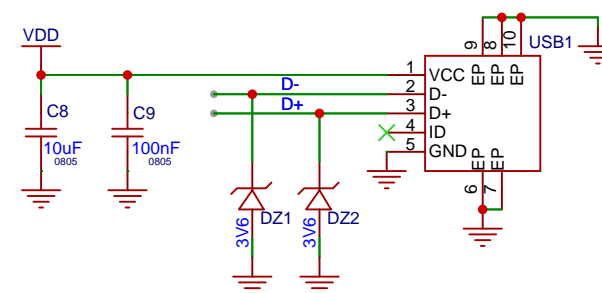 VDD
9
8
10
USB1
EP
EP
EP
1
VCC
2
D-
D-
3
D+
D+
4
ID
5
GND
C8
10uF
0805
C9
100nF
0805
EP
EP
6
7
DZ1
3V6
DZ2
3V6